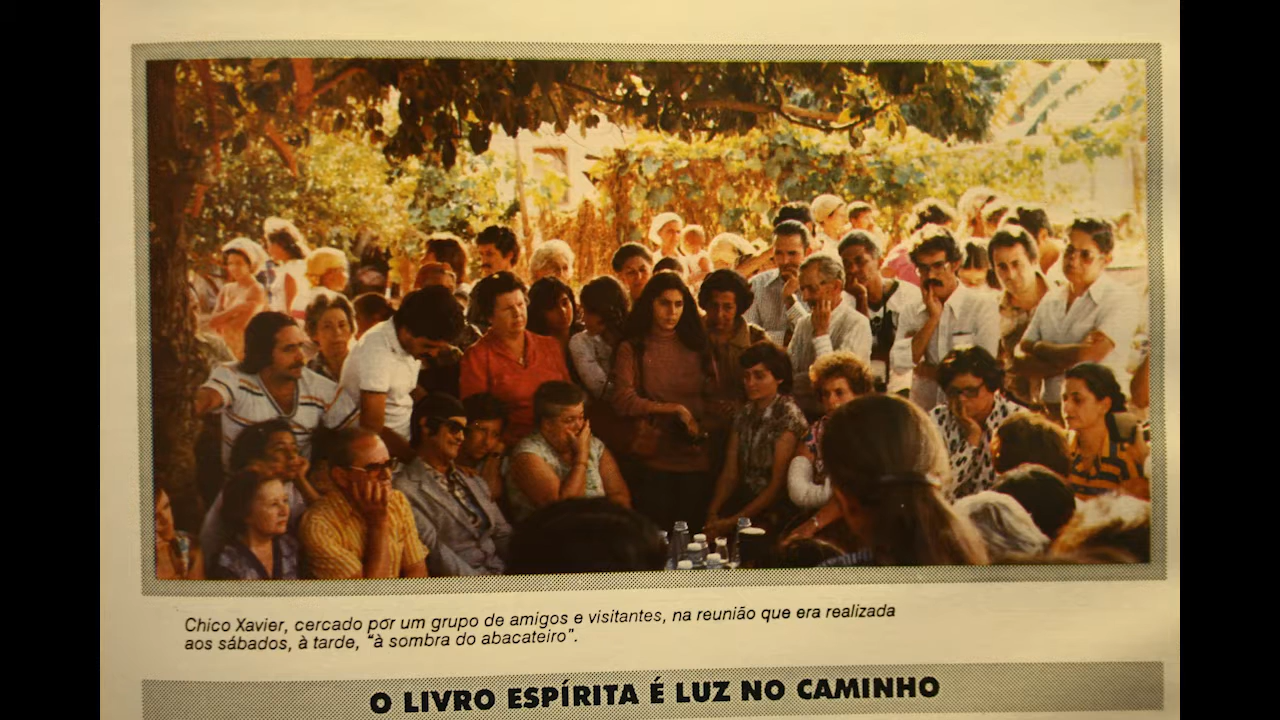 Chico Xavier, cercado por um grupo de amigos e visitantes, na reunião que era realizada
aos sábados, à tarde, "à sombra do abacateiro".
O LIVRO ESPÍRITA É LUZ NO CAMINHO